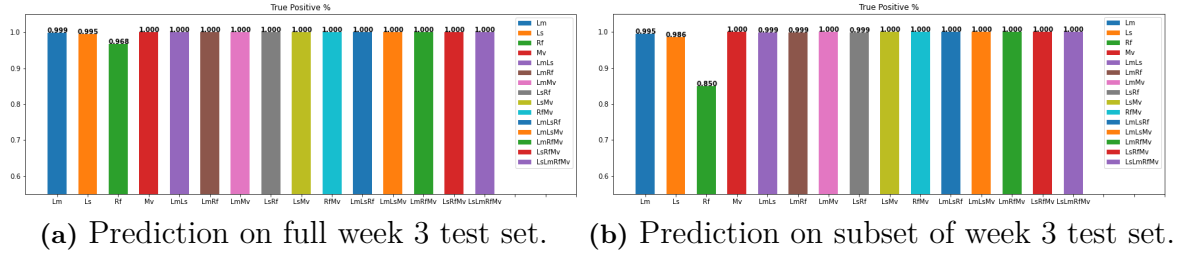 True Positive %
0.999 0.995 0.968 1.000 1.000 1.000 1.000 1.000 1.000 1.000 1.000 1.000 1.000 1.000 1.000
1.0
0.9
0.8
0.7
0.6
Lm Ls Rf Mv LmLs LmRf LmMv LsRf LsMv RfMv LmLsRf LmLsMv LmRfMv LsRfMv LsLmRfMv
Lm
Ls
Rf
Mv
LmLs
LmRf
LmMv
LsRf
LsMv
RfMv
LmLsRf
LmLsMv
LmRfMv
LsRfMv
LsLmRfMv
(a) Prediction on full week 3 test set.
True Positive %
0.995 0.986 0.850 1.000 0.999 0.999 1.000 0.999 1.000 1.000 1.000 1.000 1.000 1.000 1.000
1.0
0.9
0.8
0.7
0.6
Lm Ls Rf Mv LmLs LmRf LmMv LsRf LsMv RfMv LmLsRf LmLsMv LmRfMv LsRfMv LsLmRfMv
Lm
Ls
Rf
Mv
LmLs
LmRf
LmMv
LsRf
LsMv
RfMv
LmLsRf
LmLsMv
LmRfMv
LsRfMv
LsLmRfMv
(b) Prediction on subset of week 3 test set.